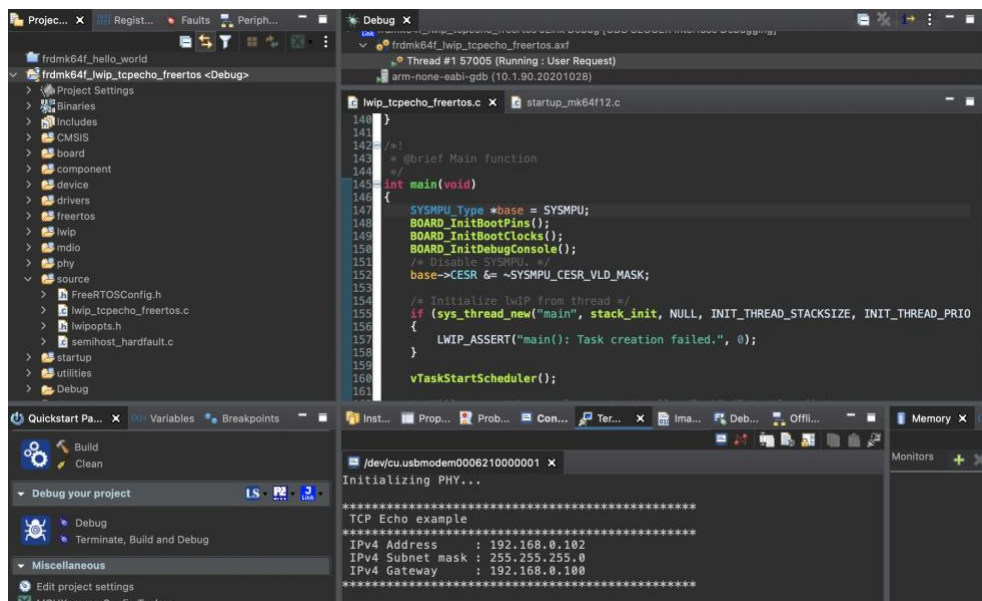 Projec... Regist... Faults Periph...
frdmk64f_hello_world
frdmk64f_lwip_tcpecho_freertos <Debug>
Project Settings
Binaries
Includes
CMSIS
board
component
device
drivers
freertos
lwip
mdio
phy
source
FreeRTOSConfig.h
lwip_tcpecho_freertos.c
lwipopts.h
semihost_hardfault.c
startup
utilities
Debug
Debug
frdmk64f_lwip_tcpecho_freertos.axf
Thread #1 57005 (Running : User Request)
arm-none-eabi-gdb (10.1.90.20201028)
lwip_tcpecho_freertos.c startup_mk64f12.c
140 }
141
142 /*!
143 * @brief Main function
144 */
145 int main(void)
146 {
147 SYSMPU_Type *base = SYSMPU;
148 BOARD_InitBootPins();
149 BOARD_InitBootClocks();
150 BOARD_InitDebugConsole();
151 /* Disable SYSMPU. */
152 base->CESR &= ~SYSMPU_CESR_VLD_MASK;
153
154 /* Initialize lwIP from thread */
155 if (sys_thread_new("main", stack_init, NULL, INIT_THREAD_STACKSIZE, INIT_THREAD_PRIO
156 {
157 LWIP_ASSERT("main(): Task creation failed.", 0);
158 }
159
160 vTaskStartScheduler();
161
Quickstart Pa... Variables Breakpoints
Build
Clean
Debug your project
LS
Debug
Terminate, Build and Debug
Miscellaneous
Edit project settings
Inst... Prop... Prob... Con... Ter... Ima... Deb... Offli...
/dev/cu.usbmodem0006210000001
Initializing PHY...
************************************************
TCP Echo example
************************************************
IPv4 Address : 192.168.0.102
IPv4 Subnet mask : 255.255.255.0
IPv4 Gateway : 192.168.0.100
************************************************
Memory
Monitors